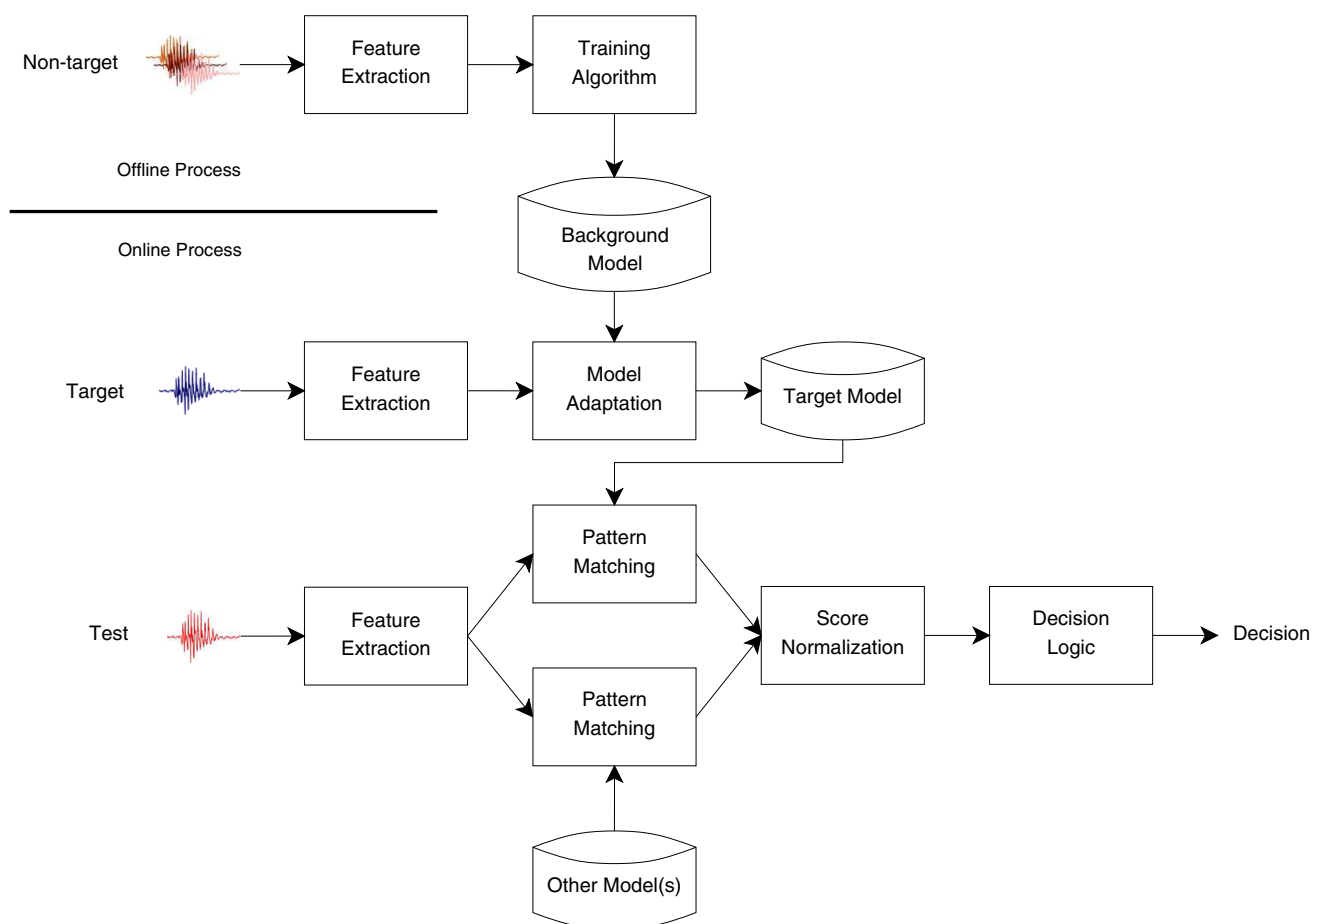 Non-target
Feature
Extraction
Training
Algorithm
Offline Process
Online Process
Background
Model
Target
Feature
Extraction
Model
Adaptation
Target Model
Pattern
Matching
Test
Feature
Extraction
Score
Normalization
Decision
Logic
Decision
Pattern
Matching
Other Model(s)